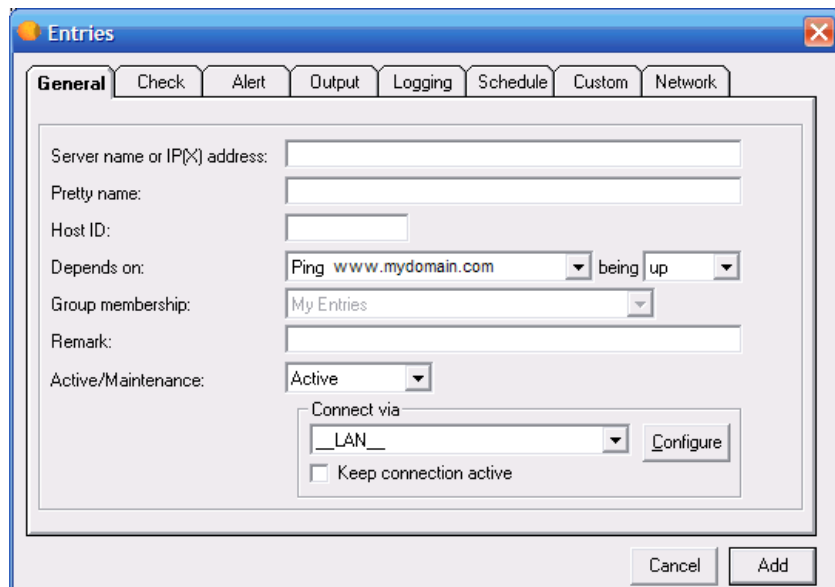 Entries
General Check Alert Output Logging Schedule Custom Network
Server name or IP(X) address:
Pretty name:
Host ID:
Depends on: Ping www.mydomain.com being up
Group membership: My Entries
Remark:
Active/Maintenance: Active
Connect via
__LAN__ Configure
Keep connection active
Cancel Add